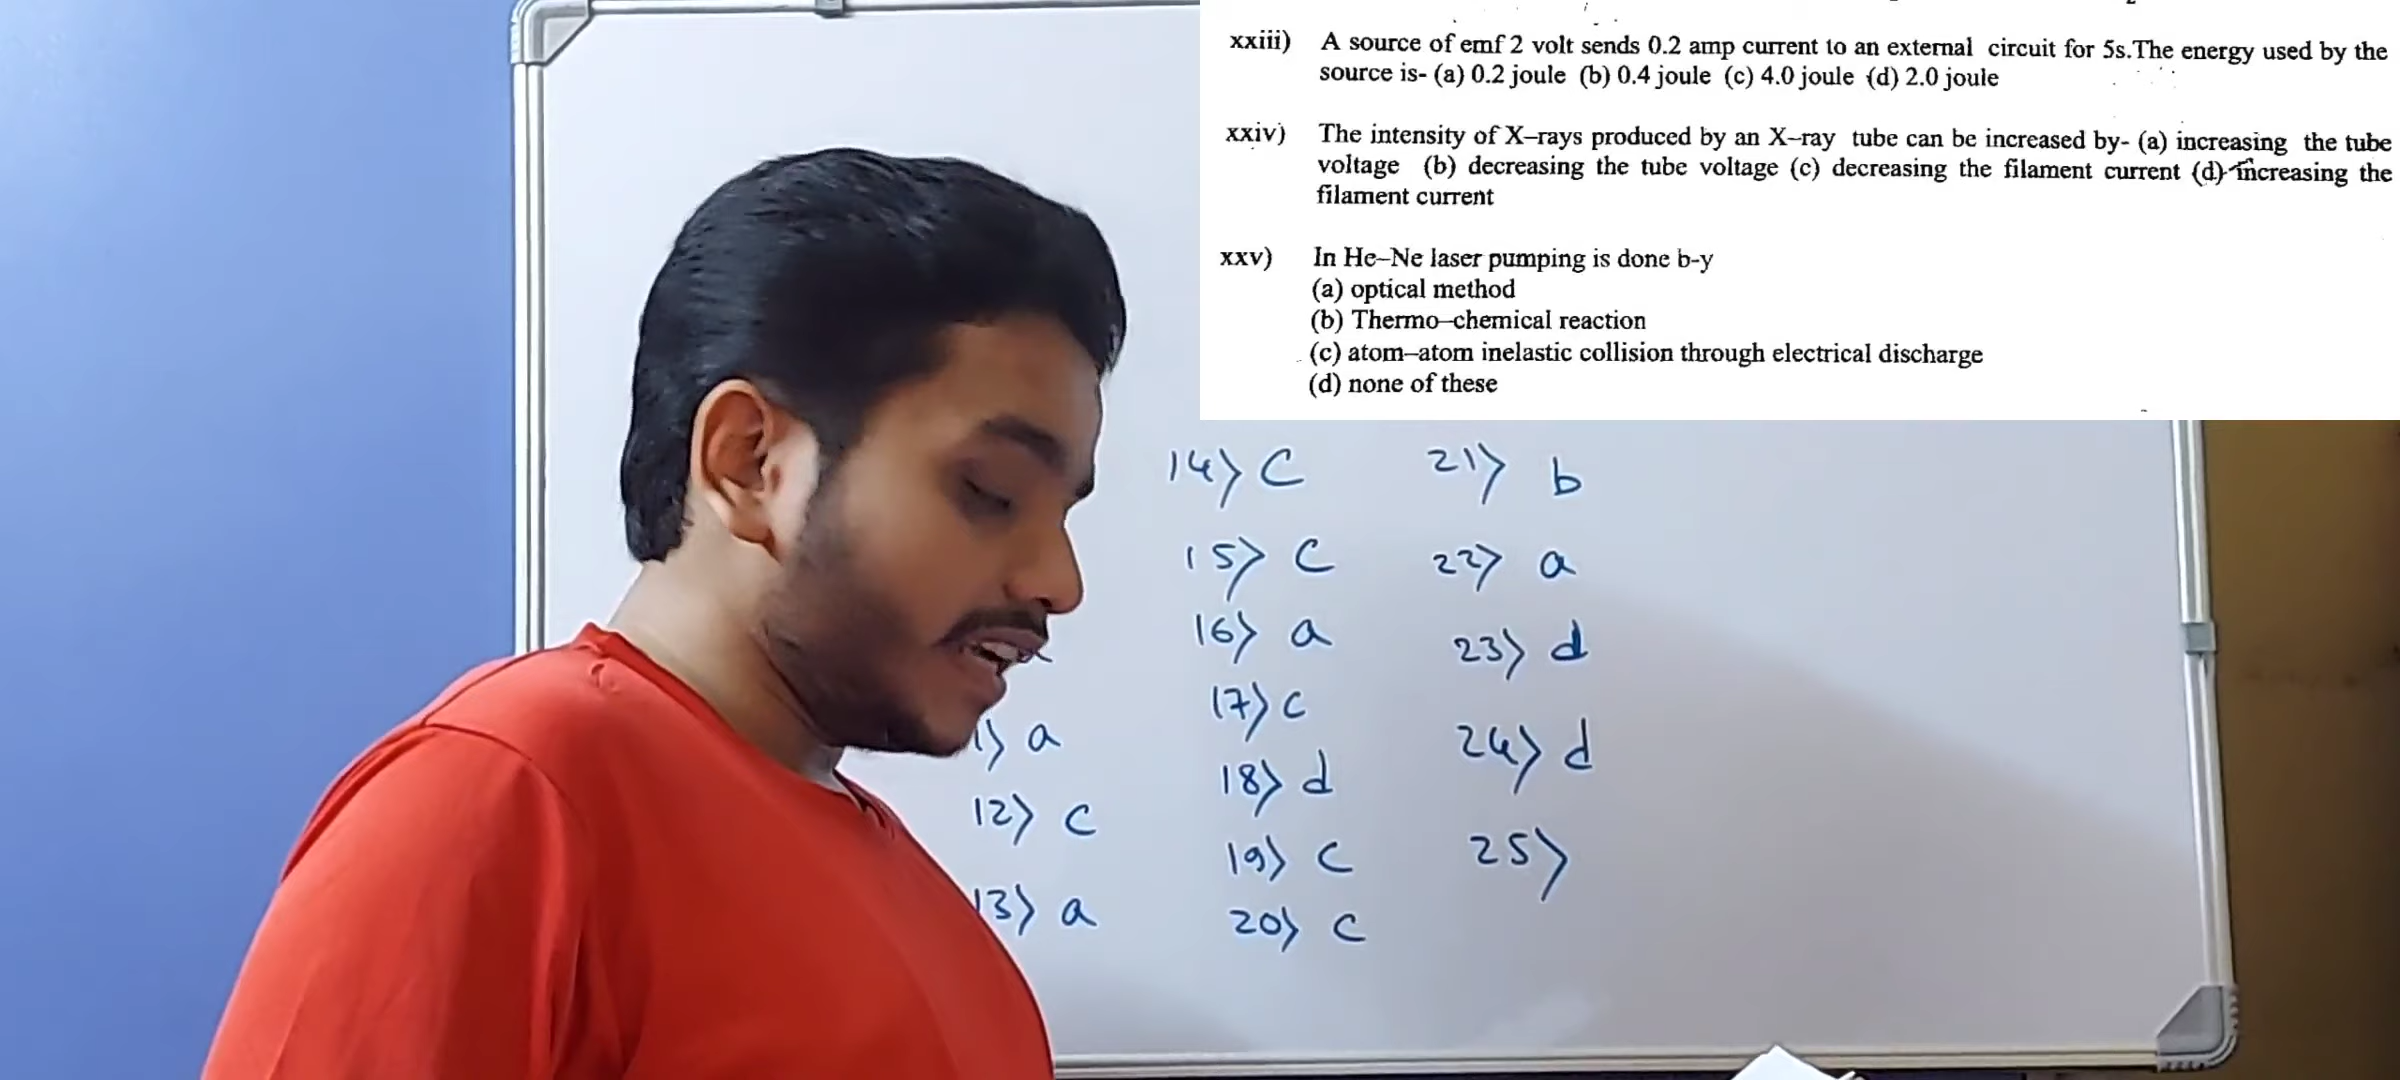 xxiii) A source of emf 2 volt sends 0.2 amp current to an external circuit for 5s.The energy used by the
source is- (a) 0.2 joule (b) 0.4 joule (c) 4.0 joule (d) 2.0 joule
xxiv) The intensity of X–rays produced by an X–ray tube can be increased by- (a) increasing the tube
voltage (b) decreasing the tube voltage (c) decreasing the filament current (d) increasing the
filament current
xxv) In He–Ne laser pumping is done b-y
(a) optical method
(b) Thermo–chemical reaction
(c) atom–atom inelastic collision through electrical discharge
(d) none of these
1) a
12) c
13) a
14) C
15) C
16) a
17) c
18) d
19) c
20) c
21) b
22) a
23) d
24) d
25)